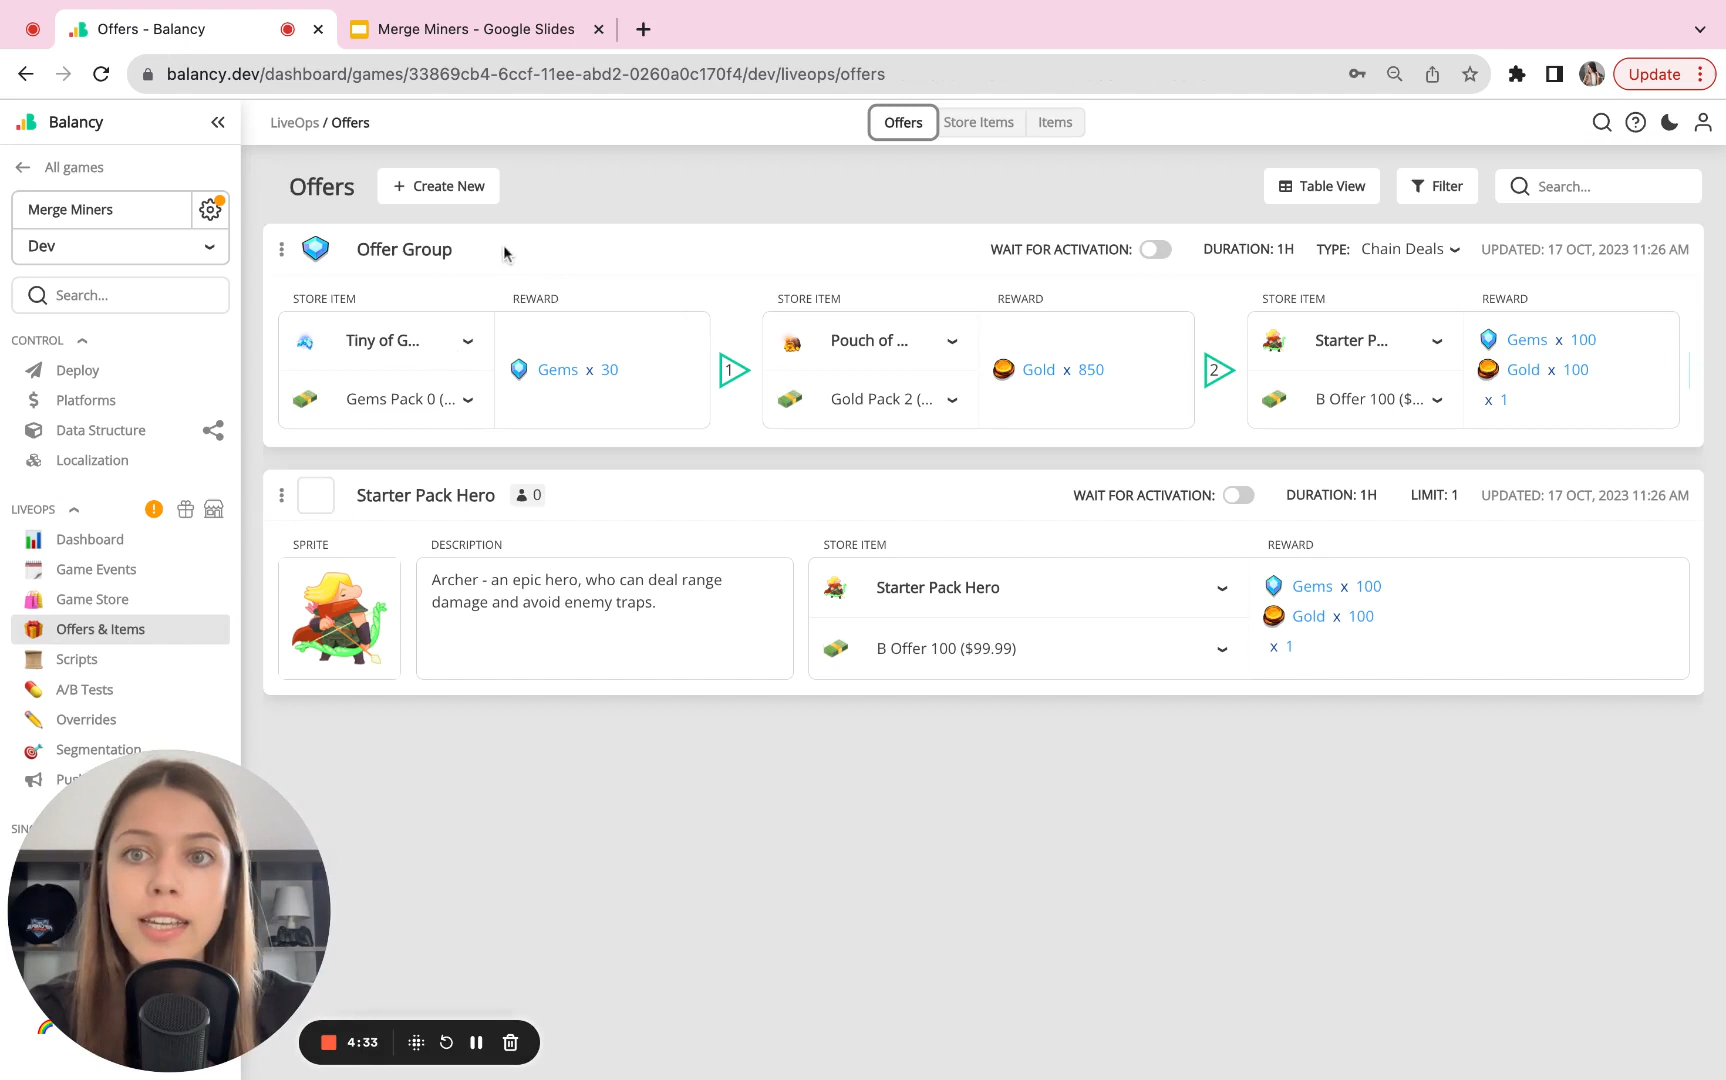 Offers - Balancy
Merge Miners - Google Slides
balancy.dev/dashboard/games/33869cb4-6ccf-11ee-abd2-0260a0c170f4/dev/liveops/offers
Update
Balancy
LiveOps / Offers
Offers
Store Items
Items
All games
Merge Miners
Dev
Search...
CONTROL
Deploy
Platforms
Data Structure
Localization
LIVEOPS
Dashboard
Game Events
Game Store
Offers & Items
Scripts
A/B Tests
Overrides
Segmentation
Offers
+ Create New
Table View
Filter
Search...
Offer Group
WAIT FOR ACTIVATION:
DURATION: 1H
TYPE: Chain Deals
UPDATED: 17 OCT, 2023 11:26 AM
STORE ITEM
REWARD
Tiny of G...
Gems Pack 0 (...
Gems x 30
1
STORE ITEM
REWARD
Pouch of ...
Gold Pack 2 (...
Gold x 850
2
STORE ITEM
REWARD
Starter P...
B Offer 100 ($...
Gems x 100
Gold x 100
x 1
Starter Pack Hero
0
WAIT FOR ACTIVATION:
DURATION: 1H
LIMIT: 1
UPDATED: 17 OCT, 2023 11:26 AM
SPRITE
DESCRIPTION
Archer - an epic hero, who can deal range
damage and avoid enemy traps.
STORE ITEM
Starter Pack Hero
B Offer 100 ($99.99)
REWARD
Gems x 100
Gold x 100
x 1
4:33